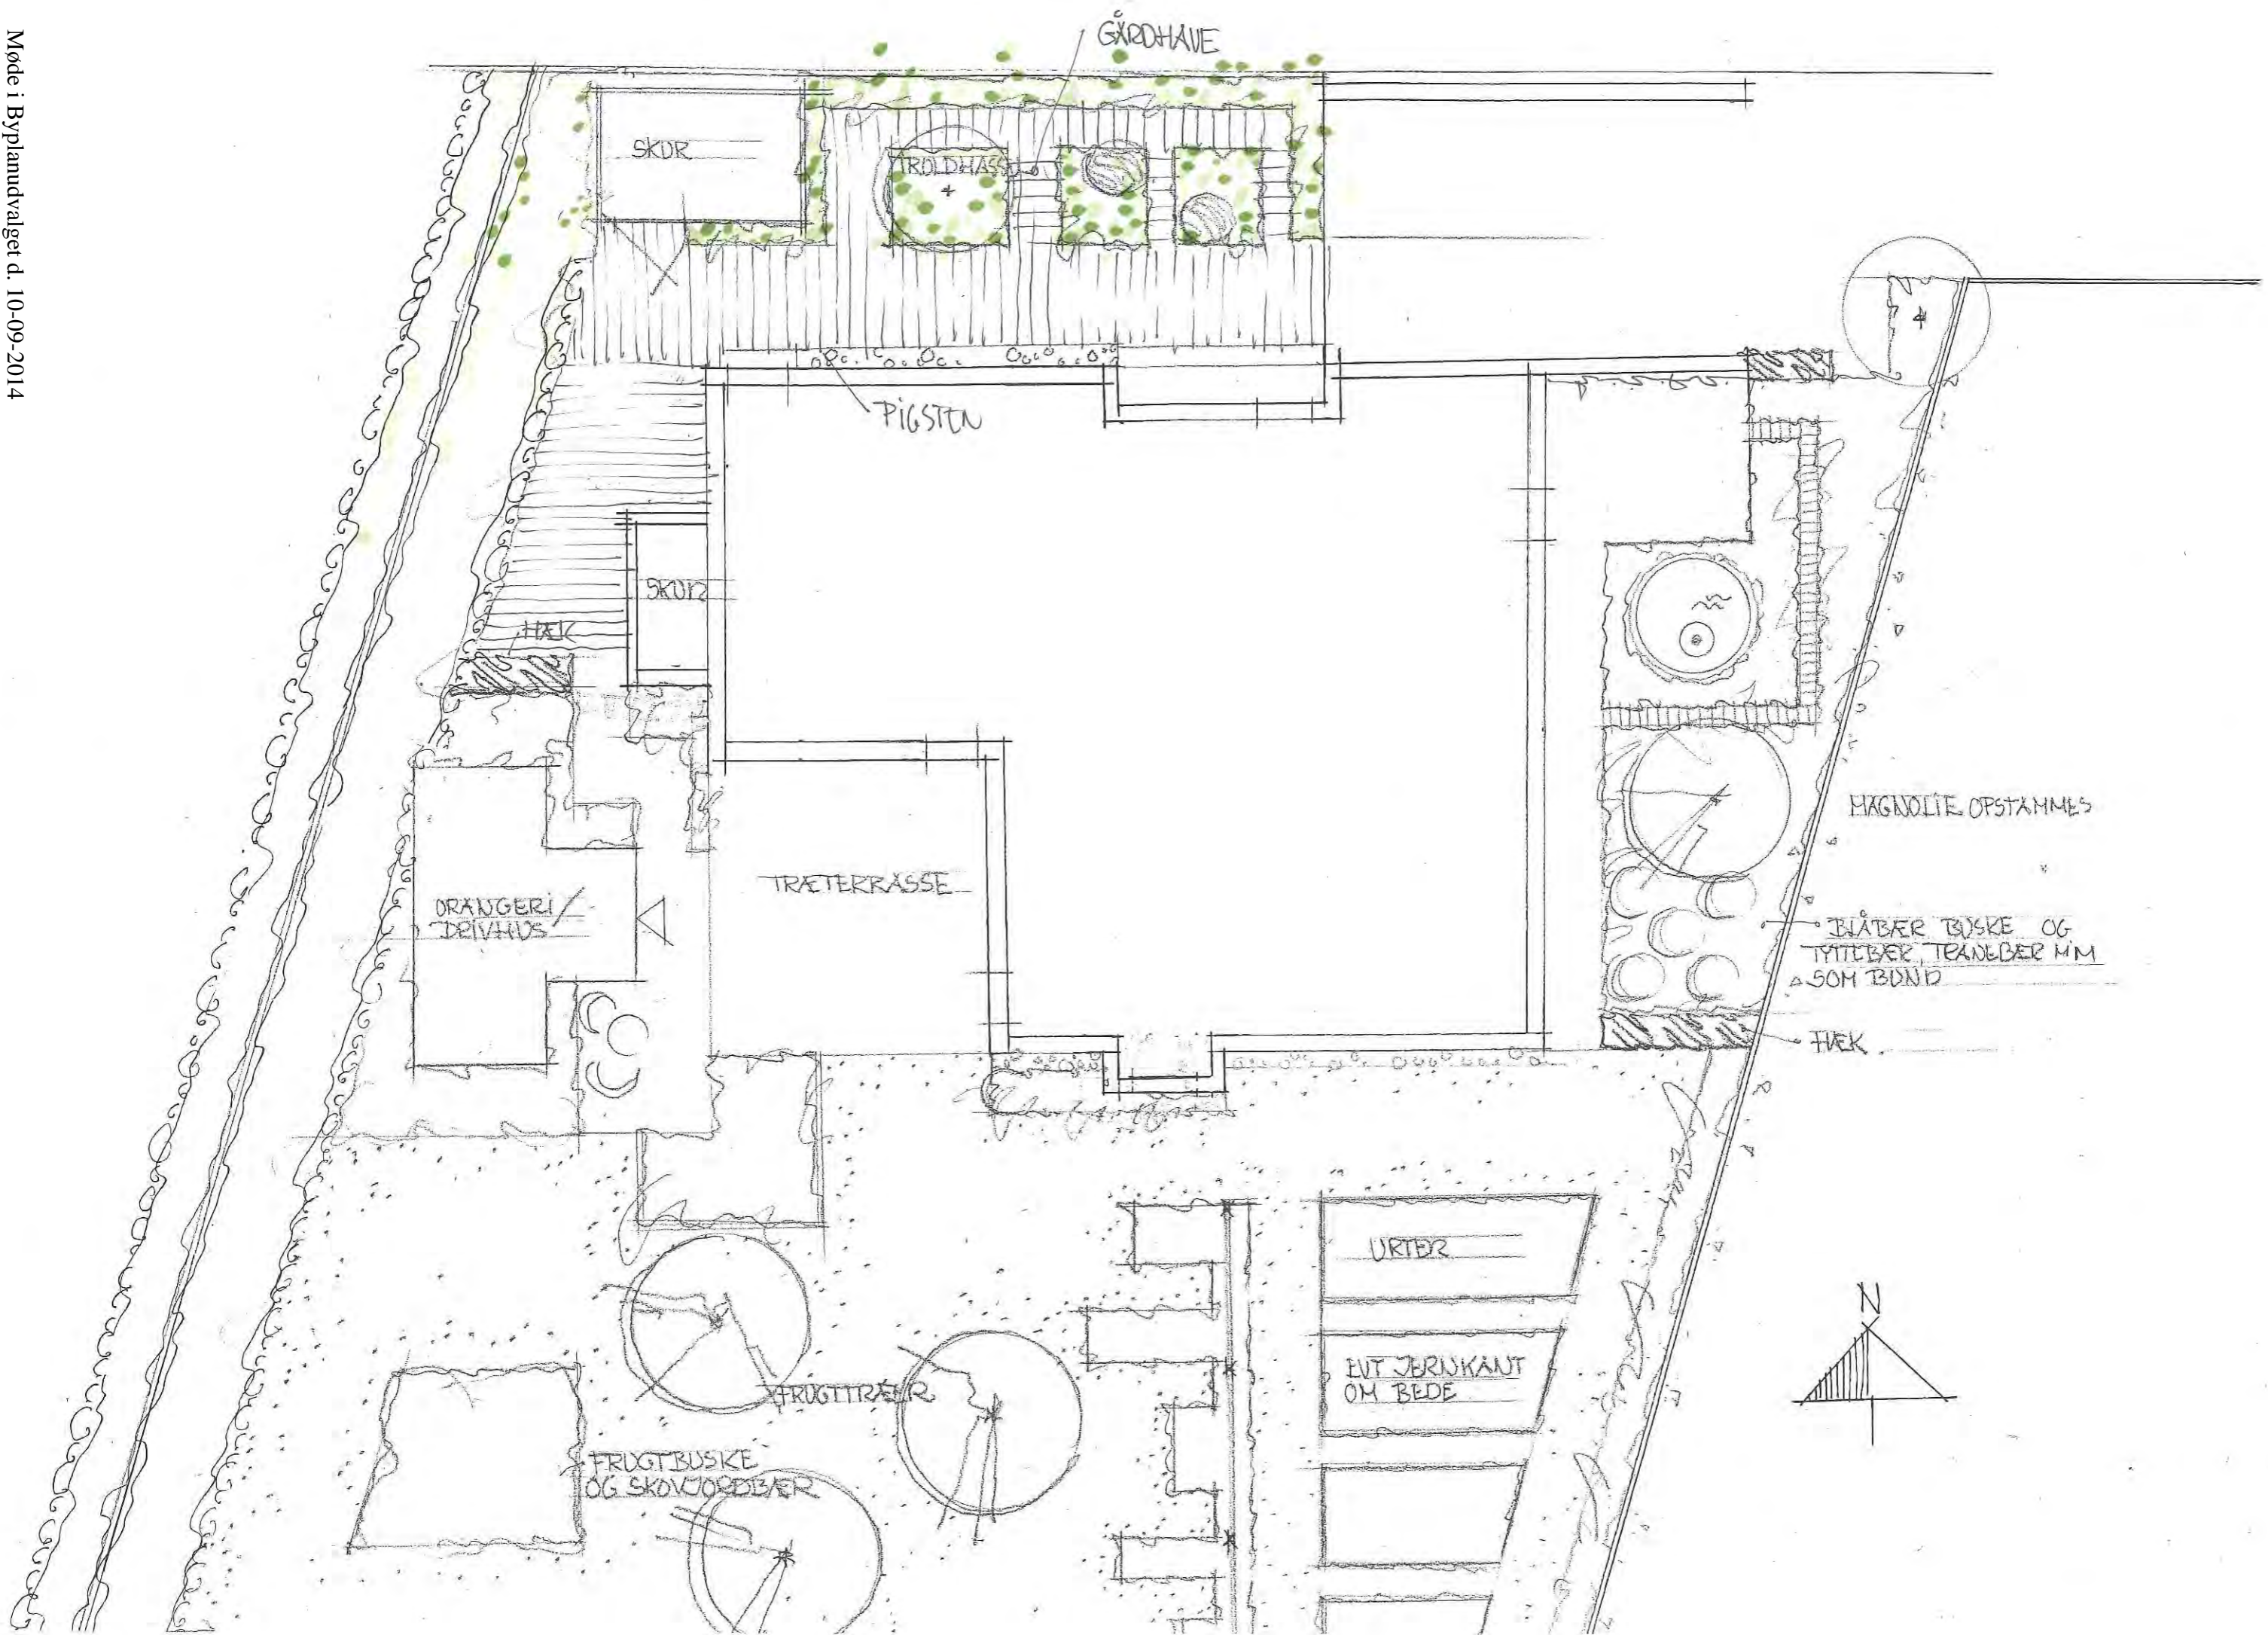 Møde i Byplanudvalget d. 10-09-2014
GÅRDHAVE
SKUR
TROLDHASSEL
PIGSTEN
SKUR
HÆK
MAGNOLIE OPSTAMMES
TRÆTERRASSE
ORANGERI/
DRIVHUS
BLÅBÆR BUSKE OG
TYTTEBÆR, TRANEBÆR MM
SOM BUND
HÆK
URTER
N
EVT JERNKANT
OM BEDE
FRUGTTRÆER
FRUGTBUSKE
OG SKOVJORDBÆR